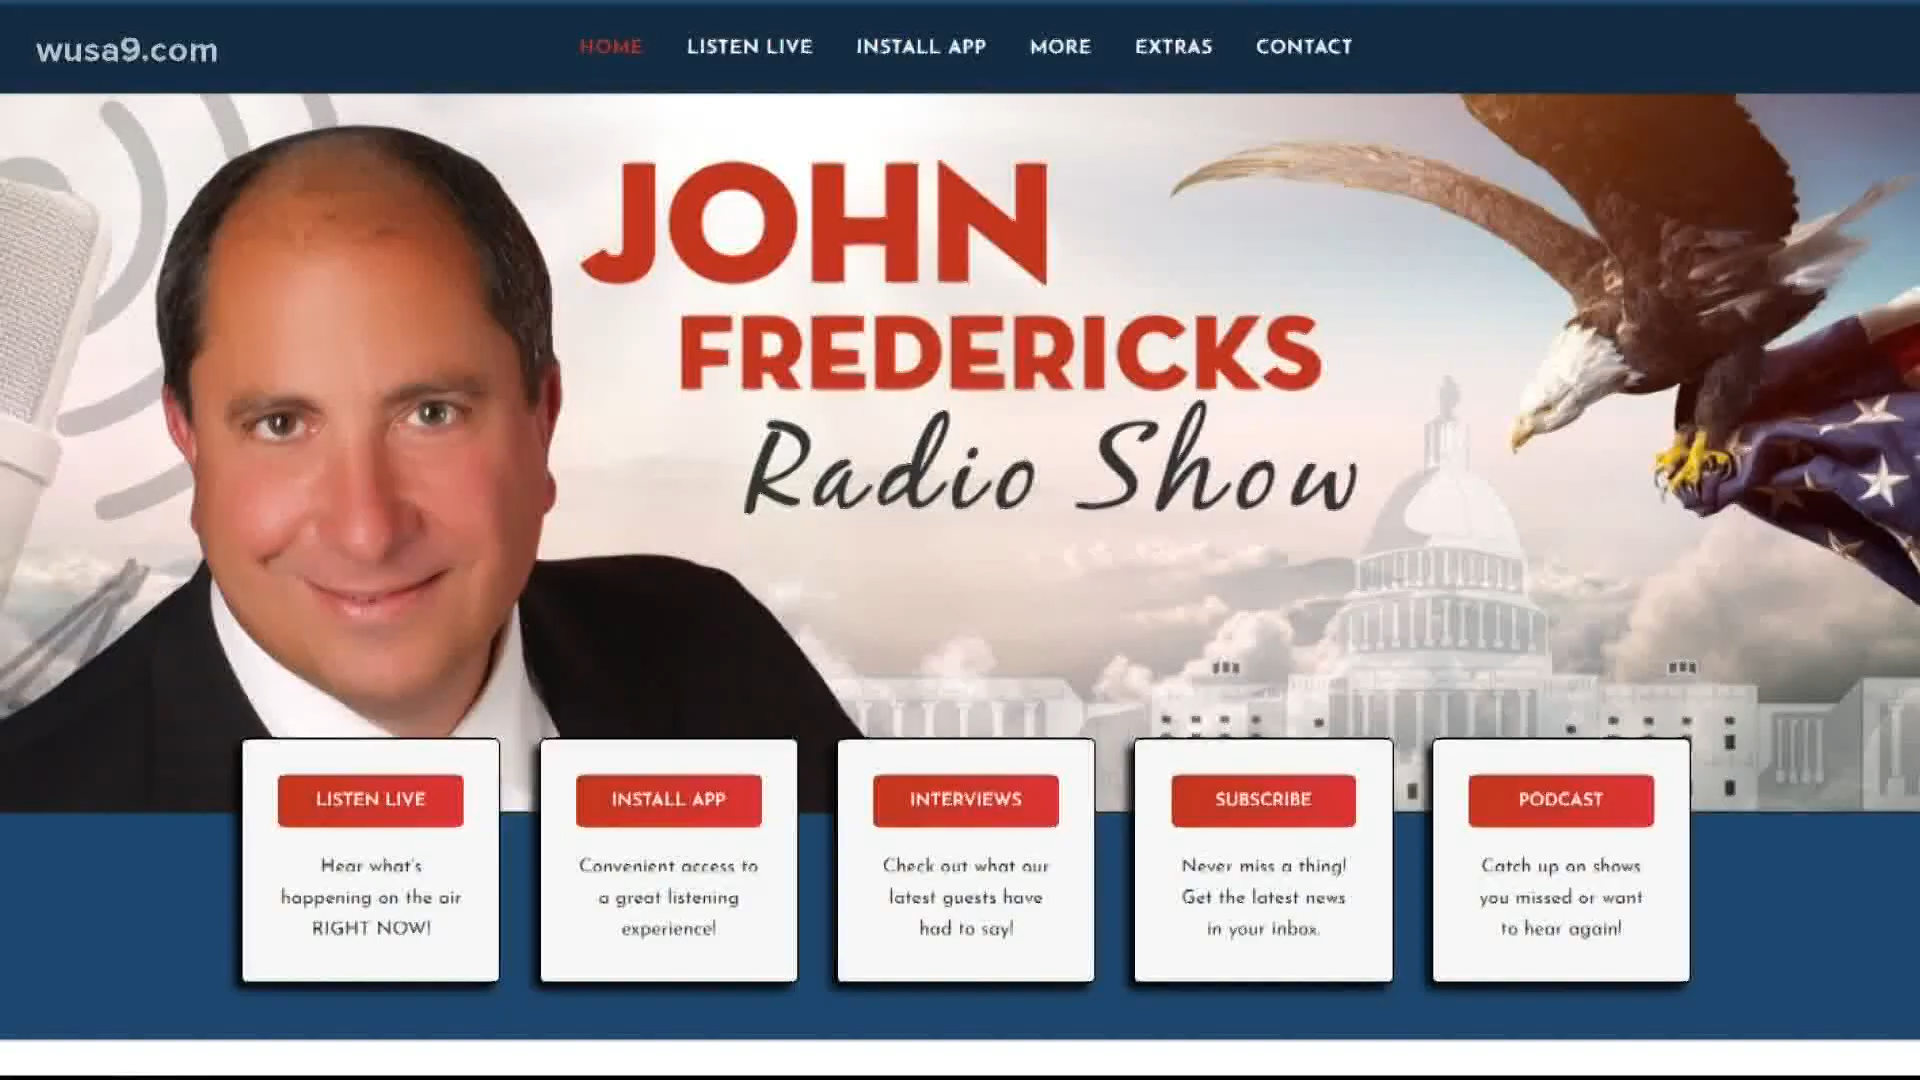 wusa9.com
HOME LISTEN LIVE INSTALL APP MORE EXTRAS CONTACT
JOHN
FREDERICKS
Radio Show
LISTEN LIVE
Hear what's
happening on the air
RIGHT NOW!
INSTALL APP
Convenient access to
a great listening
experience!
INTERVIEWS
Check out what our
latest guests have
had to say!
SUBSCRIBE
Never miss a thing!
Get the latest news
in your inbox.
PODCAST
Catch up on shows
you missed or want
to hear again!